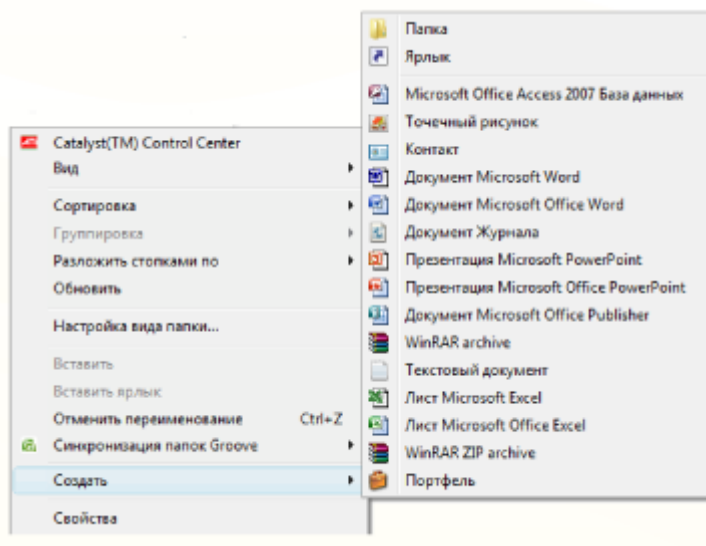 Catalyst(TM) Control Center
Вид
Сортировка
Группировка
Разложить стопками по
Обновить
Настройка вида папки...
Вставить
Вставить ярлык
Отменить переименование Ctrl+Z
Синхронизация папок Groove
Создать
Свойства
Папка
Ярлык
Microsoft Office Access 2007 База данных
Точечный рисунок
Контакт
Документ Microsoft Word
Документ Microsoft Office Word
Документ Журнала
Презентация Microsoft PowerPoint
Презентация Microsoft Office PowerPoint
Документ Microsoft Office Publisher
WinRAR archive
Текстовый документ
Лист Microsoft Excel
Лист Microsoft Office Excel
WinRAR ZIP archive
Портфель